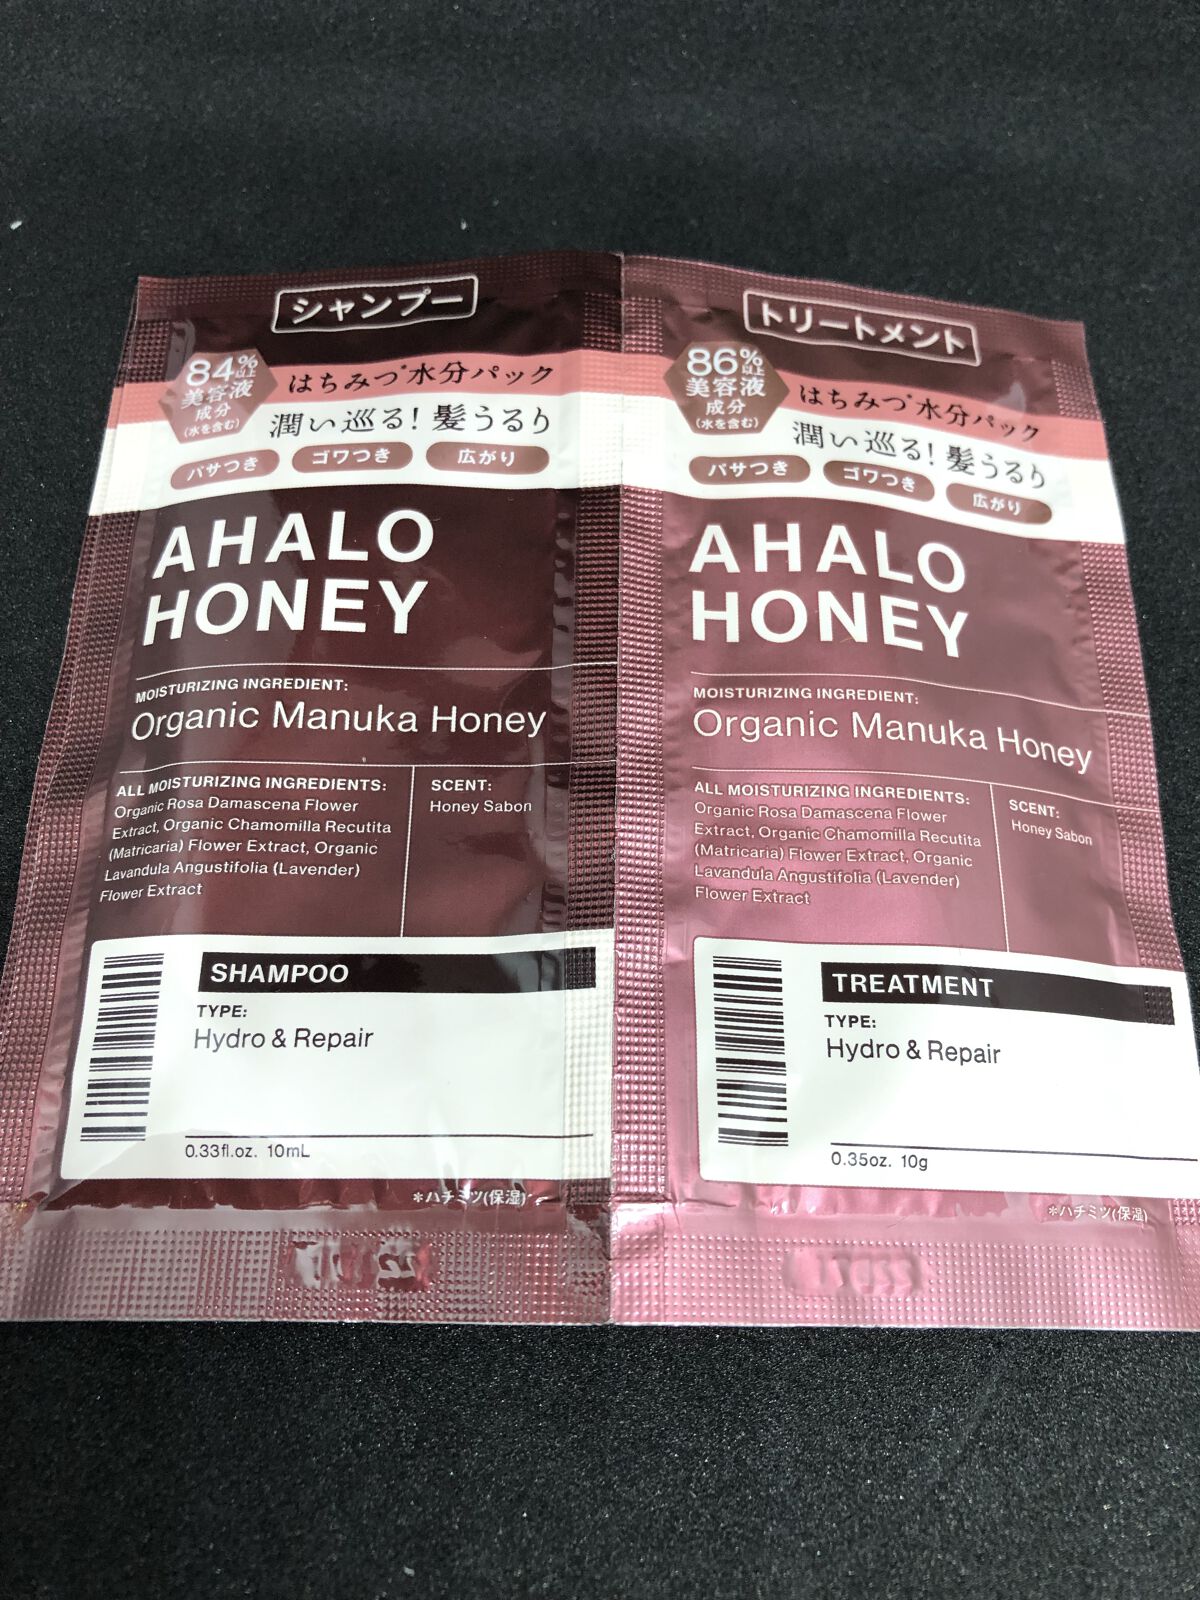 シャンプー
84%以上
美容液
成分
(水を含む)
はちみつ*水分パック
潤い巡る!髪うるり
パサつき ゴワつき 広がり
AHALO
HONEY
MOISTURIZING INGREDIENT:
Organic Manuka Honey
ALL MOISTURIZING INGREDIENTS:
Organic Rosa Damascena Flower
Extract, Organic Chamomilla Recutita
(Matricaria) Flower Extract, Organic
Lavandula Angustifolia (Lavender)
Flower Extract
SCENT:
Honey Sabon
SHAMPOO
TYPE:
Hydro & Repair
0.33fl.oz. 10mL
*ハチミツ(保湿)
トリートメント
86%以上
美容液
成分
(水を含む)
はちみつ*水分パック
潤い巡る!髪うるり
パサつき ゴワつき 広がり
AHALO
HONEY
MOISTURIZING INGREDIENT:
Organic Manuka Honey
ALL MOISTURIZING INGREDIENTS:
Organic Rosa Damascena Flower
Extract, Organic Chamomilla Recutita
(Matricaria) Flower Extract, Organic
Lavandula Angustifolia (Lavender)
Flower Extract
SCENT:
Honey Sabon
TREATMENT
TYPE:
Hydro & Repair
0.35oz. 10g
*ハチミツ(保湿)